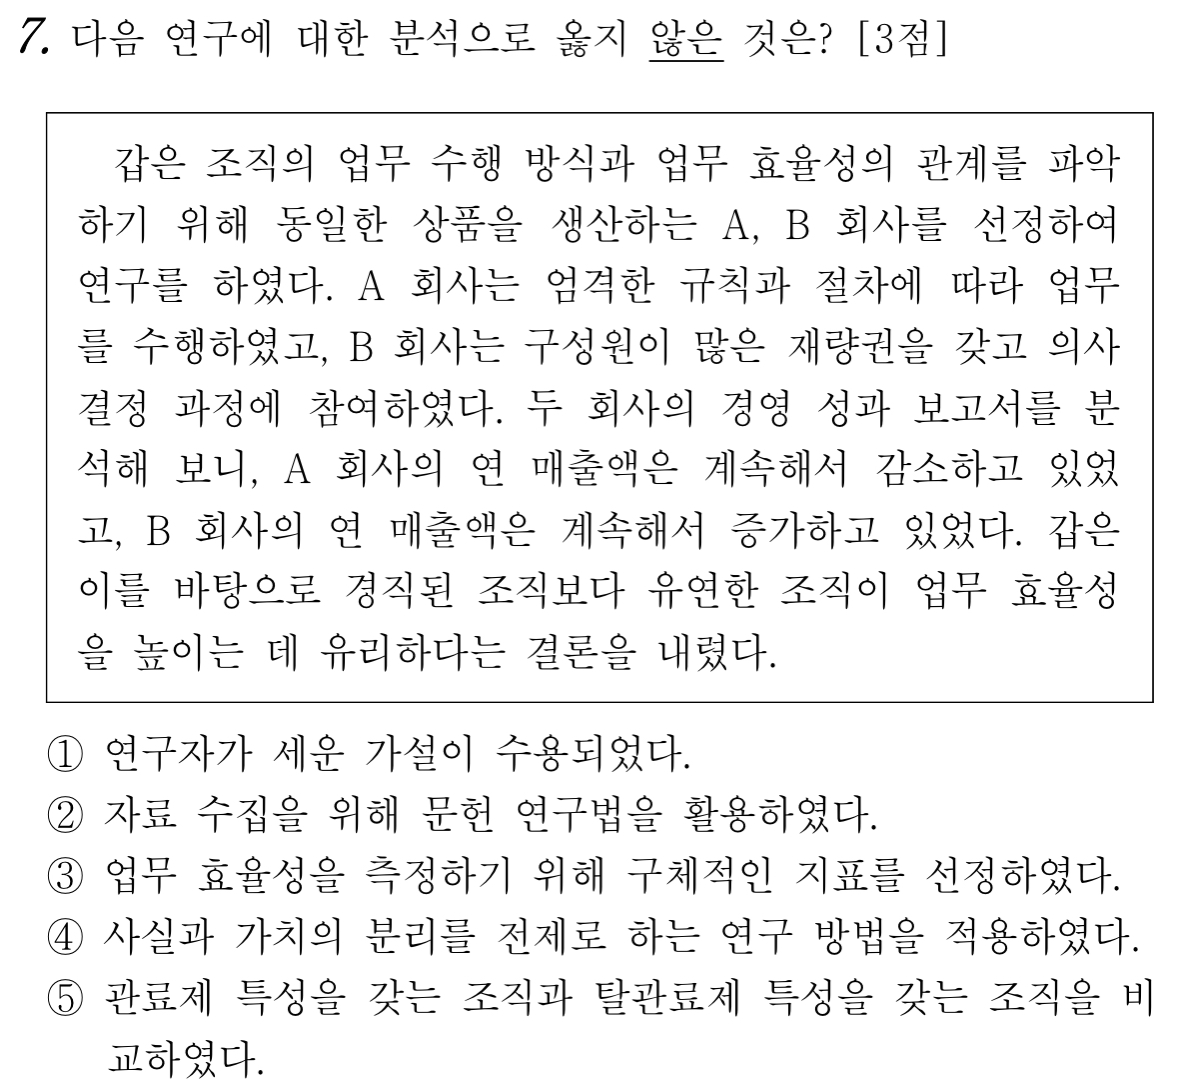 7. 다음 연구에 대한 분석으로 옳지 않은 것은? [3점]
갑은 조직의 업무 수행 방식과 업무 효율성의 관계를 파악
하기 위해 동일한 상품을 생산하는 A, B 회사를 선정하여
연구를 하였다. A 회사는 엄격한 규칙과 절차에 따라 업무
를 수행하였고, B 회사는 구성원이 많은 재량권을 갖고 의사
결정 과정에 참여하였다. 두 회사의 경영 성과 보고서를 분
석해 보니, A 회사의 연 매출액은 계속해서 감소하고 있었
고, B 회사의 연 매출액은 계속해서 증가하고 있었다. 갑은
이를 바탕으로 경직된 조직보다 유연한 조직이 업무 효율성
을 높이는 데 유리하다는 결론을 내렸다.
① 연구자가 세운 가설이 수용되었다.
② 자료 수집을 위해 문헌 연구법을 활용하였다.
③ 업무 효율성을 측정하기 위해 구체적인 지표를 선정하였다.
④ 사실과 가치의 분리를 전제로 하는 연구 방법을 적용하였다.
⑤ 관료제 특성을 갖는 조직과 탈관료제 특성을 갖는 조직을 비
교하였다.